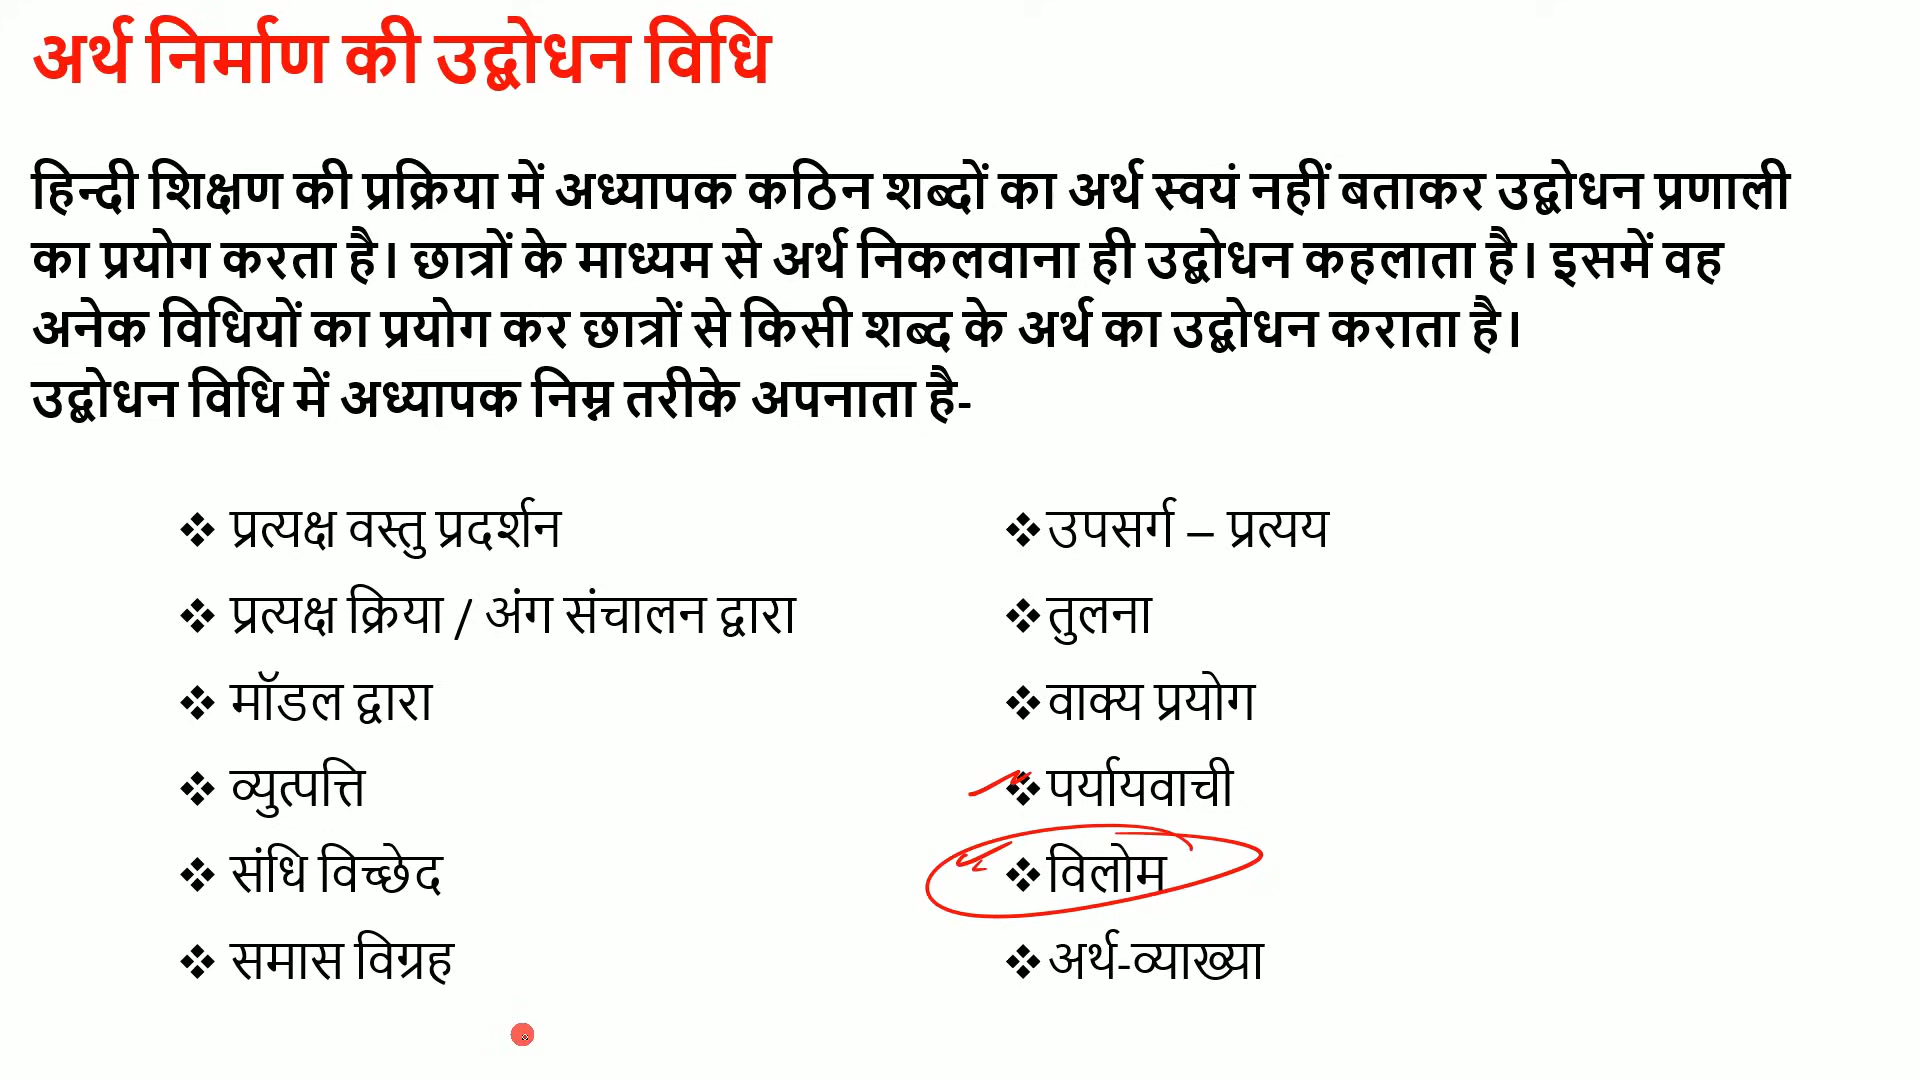 अर्थ निर्माण की उद्बोधन विधि
हिन्दी शिक्षण की प्रक्रिया में अध्यापक कठिन शब्दों का अर्थ स्वयं नहीं बताकर उद्बोधन प्रणाली
का प्रयोग करता है। छात्रों के माध्यम से अर्थ निकलवाना ही उद्बोधन कहलाता है। इसमें वह
अनेक विधियों का प्रयोग कर छात्रों से किसी शब्द के अर्थ का उद्बोधन कराता है।
उद्बोधन विधि में अध्यापक निम्न तरीके अपनाता है-
❖ प्रत्यक्ष वस्तु प्रदर्शन
❖ प्रत्यक्ष क्रिया / अंग संचालन द्वारा
❖ मॉडल द्वारा
❖ व्युत्पत्ति
❖ संधि विच्छेद
❖ समास विग्रह
❖उपसर्ग – प्रत्यय
❖तुलना
❖वाक्य प्रयोग
❖पर्यायवाची
❖विलोम
❖अर्थ-व्याख्या